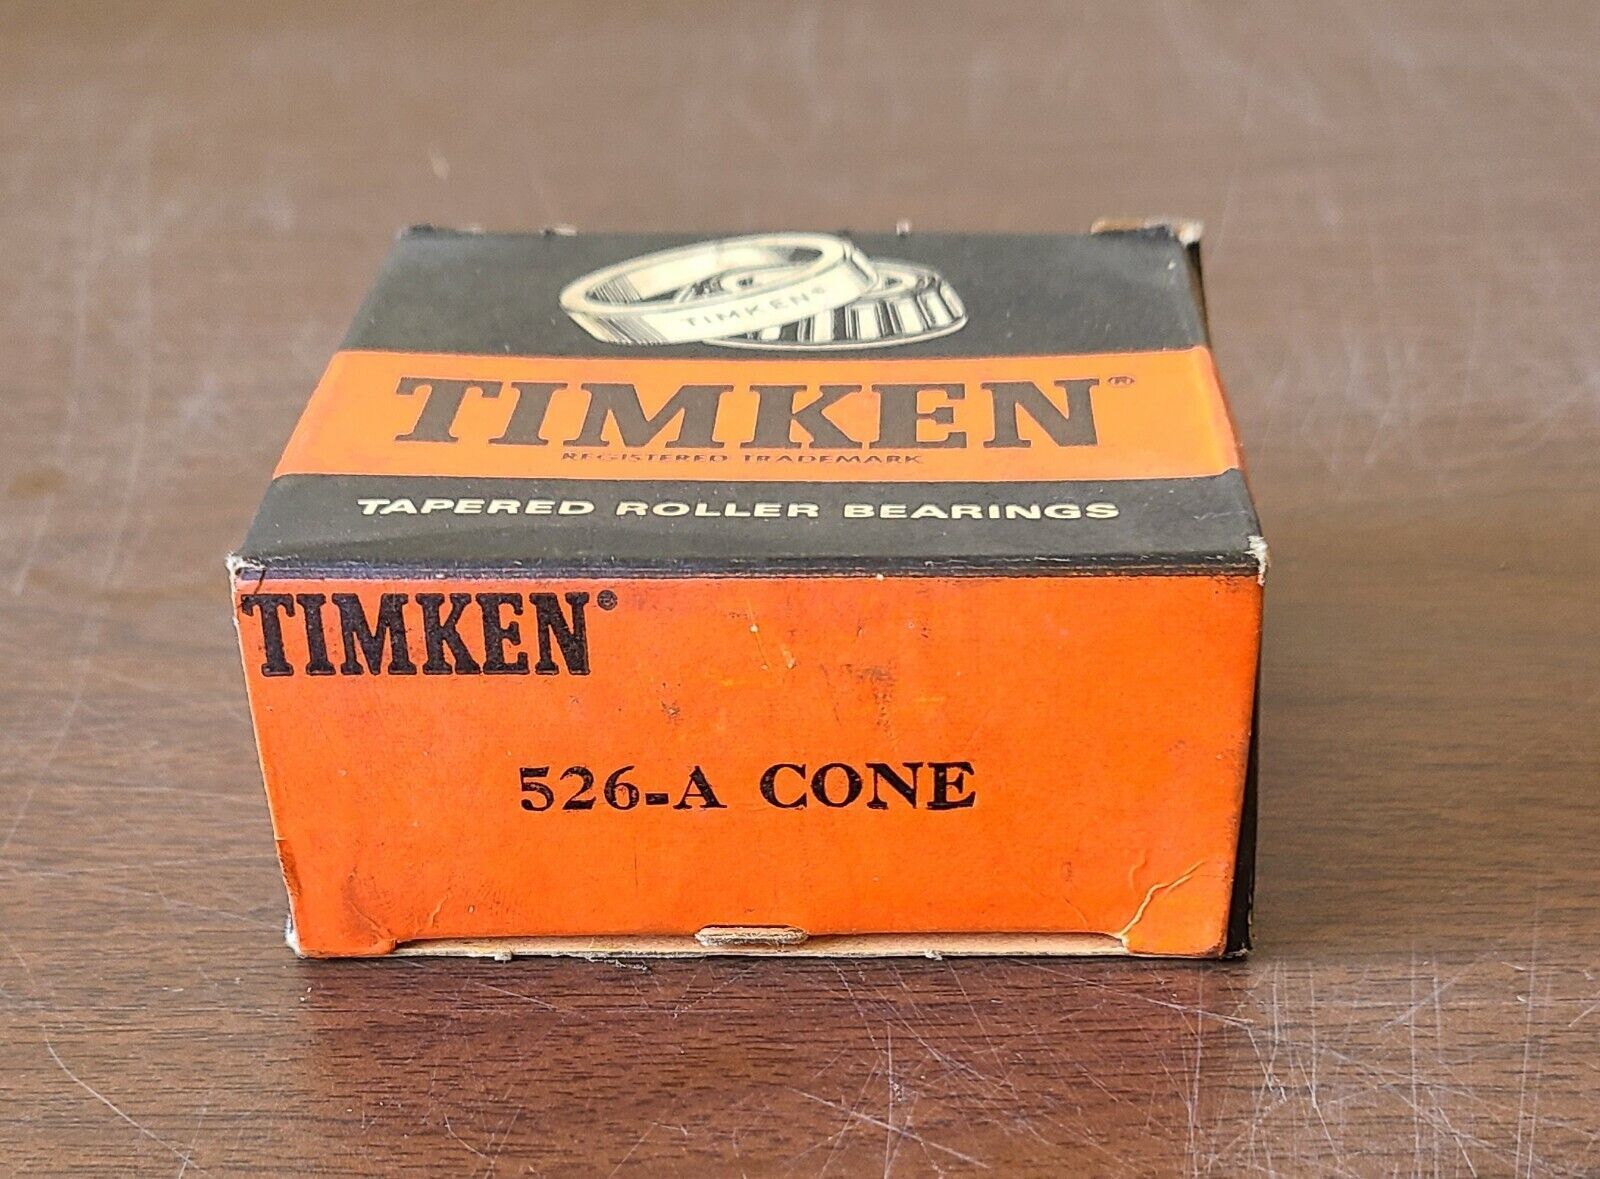 TIMKEN®
TIMKEN®
REGISTERED TRADEMARK
TAPERED ROLLER BEARINGS
TIMKEN®
526-A CONE